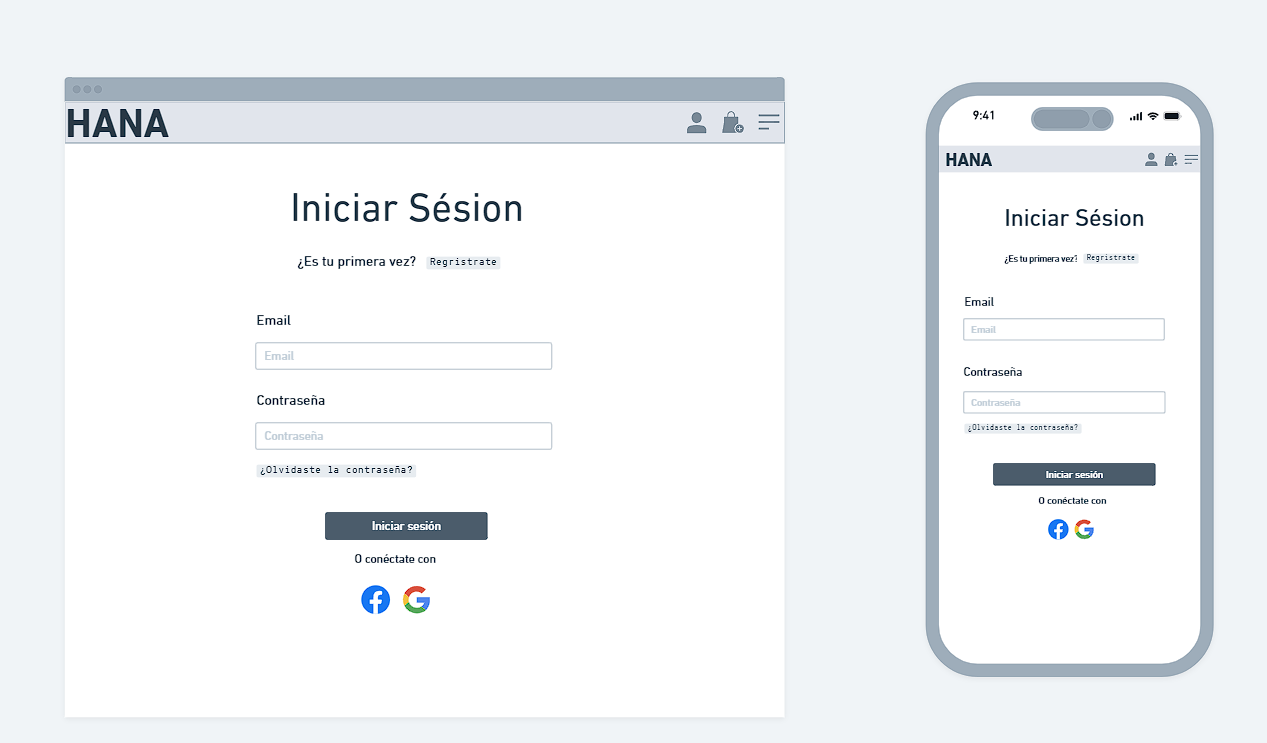 HANA
Iniciar Sésion
¿Es tu primera vez? Regristrate
Email
Email
Contraseña
Contraseña
¿Olvidaste la contraseña?
Iniciar sesión
O conéctate con
9:41
HANA
Iniciar Sésion
¿Es tu primera vez? Regristrate
Email
Email
Contraseña
Contraseña
¿Olvidaste la contraseña?
Iniciar sesión
O conéctate con